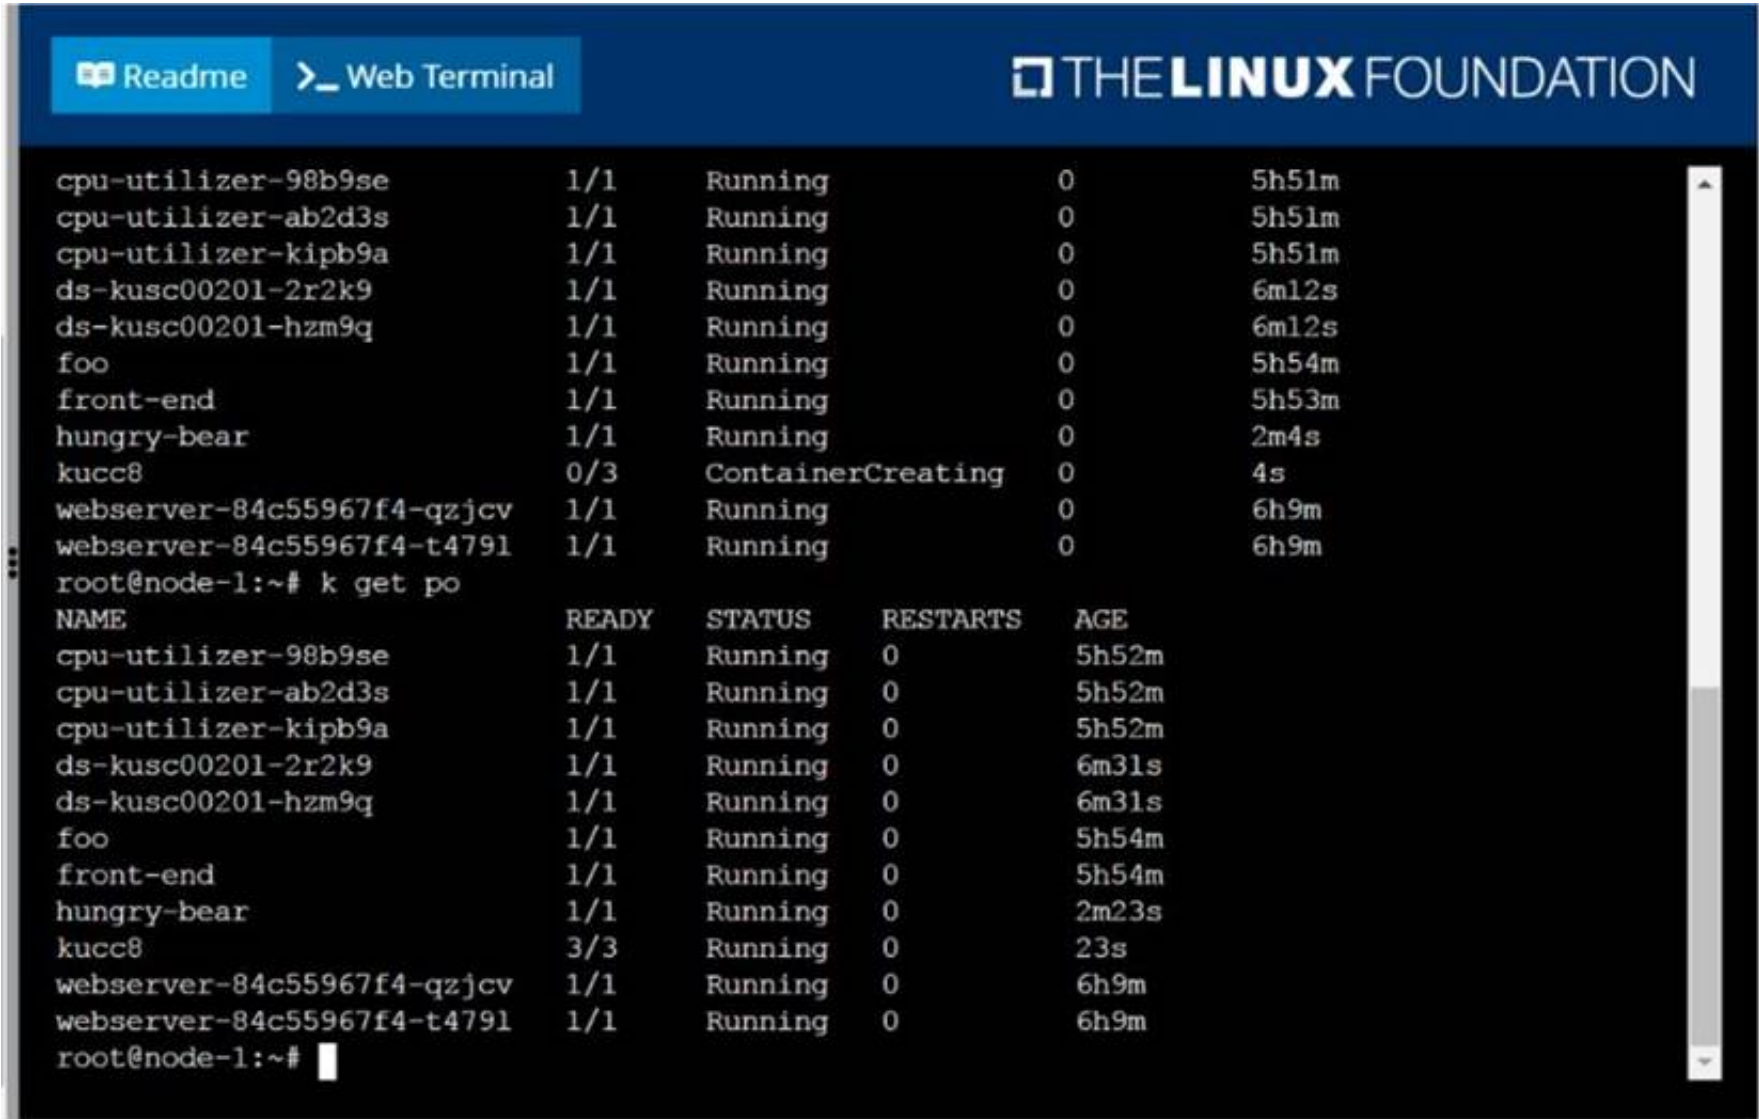 Readme >_ Web Terminal THE LINUX FOUNDATION
cpu-utilizer-98b9se 1/1 Running 0 5h51m
cpu-utilizer-ab2d3s 1/1 Running 0 5h51m
cpu-utilizer-kipb9a 1/1 Running 0 5h51m
ds-kusc00201-2r2k9 1/1 Running 0 6m12s
ds-kusc00201-hzm9q 1/1 Running 0 6m12s
foo 1/1 Running 0 5h54m
front-end 1/1 Running 0 5h53m
hungry-bear 1/1 Running 0 2m4s
kucc8 0/3 ContainerCreating 0 4s
webserver-84c55967f4-qzjcv 1/1 Running 0 6h9m
webserver-84c55967f4-t479l 1/1 Running 0 6h9m
root@node-1:~# k get po
NAME READY STATUS RESTARTS AGE
cpu-utilizer-98b9se 1/1 Running 0 5h52m
cpu-utilizer-ab2d3s 1/1 Running 0 5h52m
cpu-utilizer-kipb9a 1/1 Running 0 5h52m
ds-kusc00201-2r2k9 1/1 Running 0 6m31s
ds-kusc00201-hzm9q 1/1 Running 0 6m31s
foo 1/1 Running 0 5h54m
front-end 1/1 Running 0 5h54m
hungry-bear 1/1 Running 0 2m23s
kucc8 3/3 Running 0 23s
webserver-84c55967f4-qzjcv 1/1 Running 0 6h9m
webserver-84c55967f4-t479l 1/1 Running 0 6h9m
root@node-1:~#